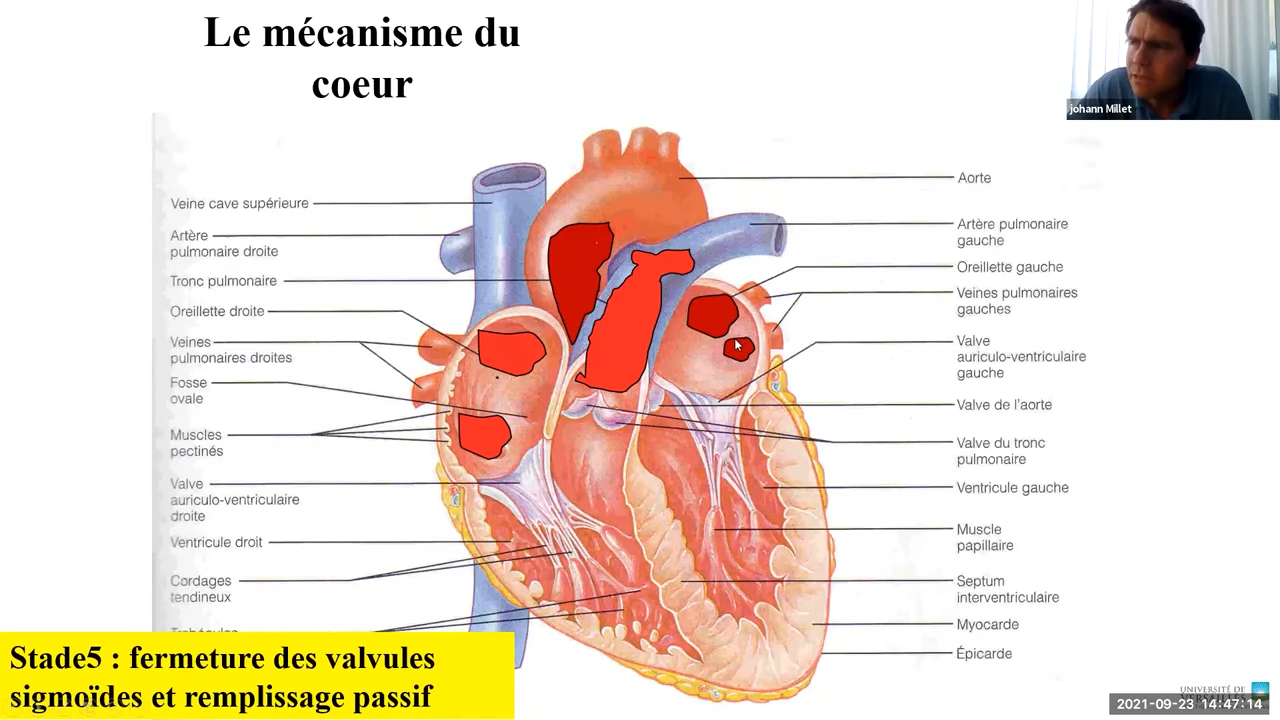 Le mécanisme du
coeur
johann Millet
Veine cave supérieure
Artère
pulmonaire droite
Tronc pulmonaire
Oreillette droite
Veines
pulmonaires droites
Fosse
ovale
Muscles
pectinés
Valve
auriculo-ventriculaire
droite
Ventricule droit
Cordages
tendineux
Aorte
Artère pulmonaire
gauche
Oreillette gauche
Veines pulmonaires
gauches
Valve
auriculo-ventriculaire
gauche
Valve de l'aorte
Valve du tronc
pulmonaire
Ventricule gauche
Muscle
papillaire
Septum
interventriculaire
Myocarde
Épicarde
Stade5 : fermeture des valvules
sigmoïdes et remplissage passif
UNIVERSITÉ DE
2021-09-23 14:47:14